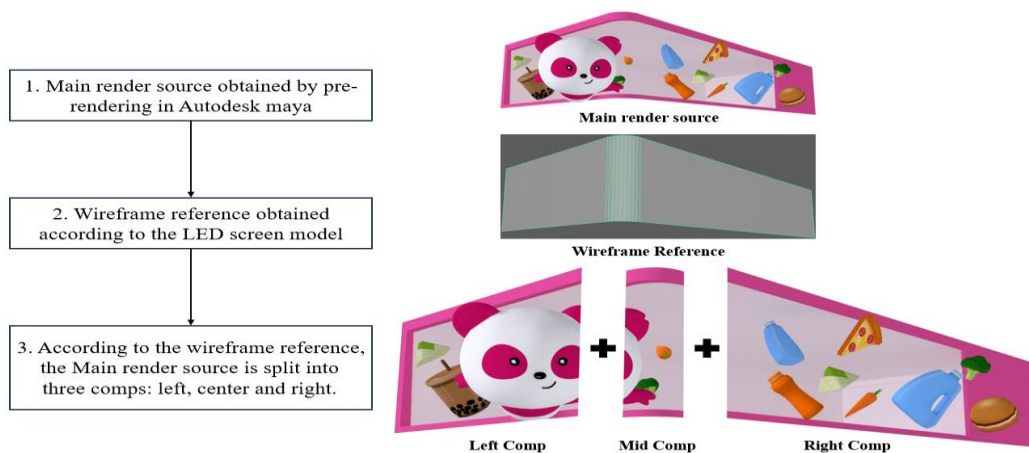 1. Main render source obtained by pre-
rendering in Autodesk maya
2. Wireframe reference obtained
according to the LED screen model
3. According to the wireframe reference,
the Main render source is split into
three comps: left, center and right.
Main render source
Wireframe Reference
Left Comp
Mid Comp
Right Comp